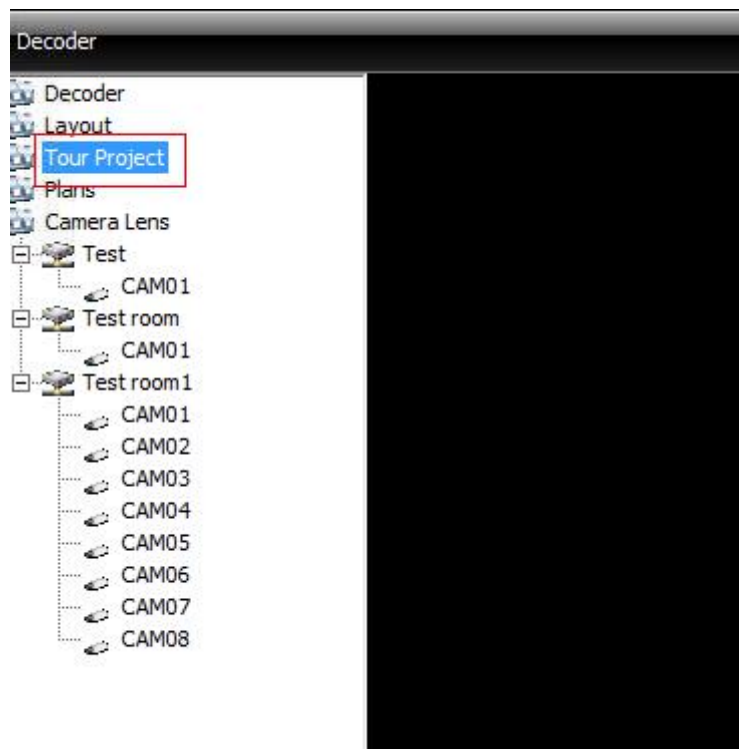 Decoder
Decoder
Layout
Tour Project
Plans
Camera Lens
Test
CAM01
Test room
CAM01
Test room1
CAM01
CAM02
CAM03
CAM04
CAM05
CAM06
CAM07
CAM08